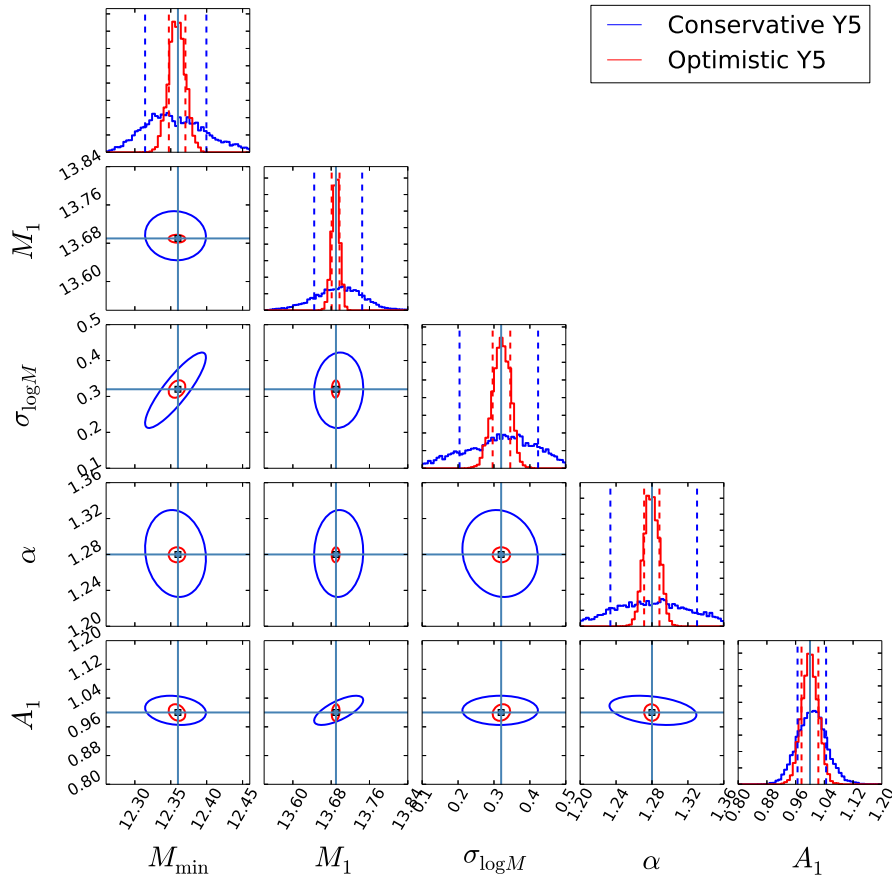 Conservative Y5
Optimistic Y5
13.84
13.76
13.68
13.60
M₁
0.5
0.4
0.3
0.2
0.1
σ_logM
1.36
1.32
1.28
1.24
1.20
α
1.20
1.12
1.04
0.96
0.88
0.80
A₁
12.30 12.35 12.40 12.45
13.60 13.68 13.76 13.84
0.1 0.2 0.3 0.4 0.5
1.20 1.24 1.28 1.32 1.36
0.80 0.88 0.96 1.04 1.12 1.20
M_min M₁ σ_logM α A₁